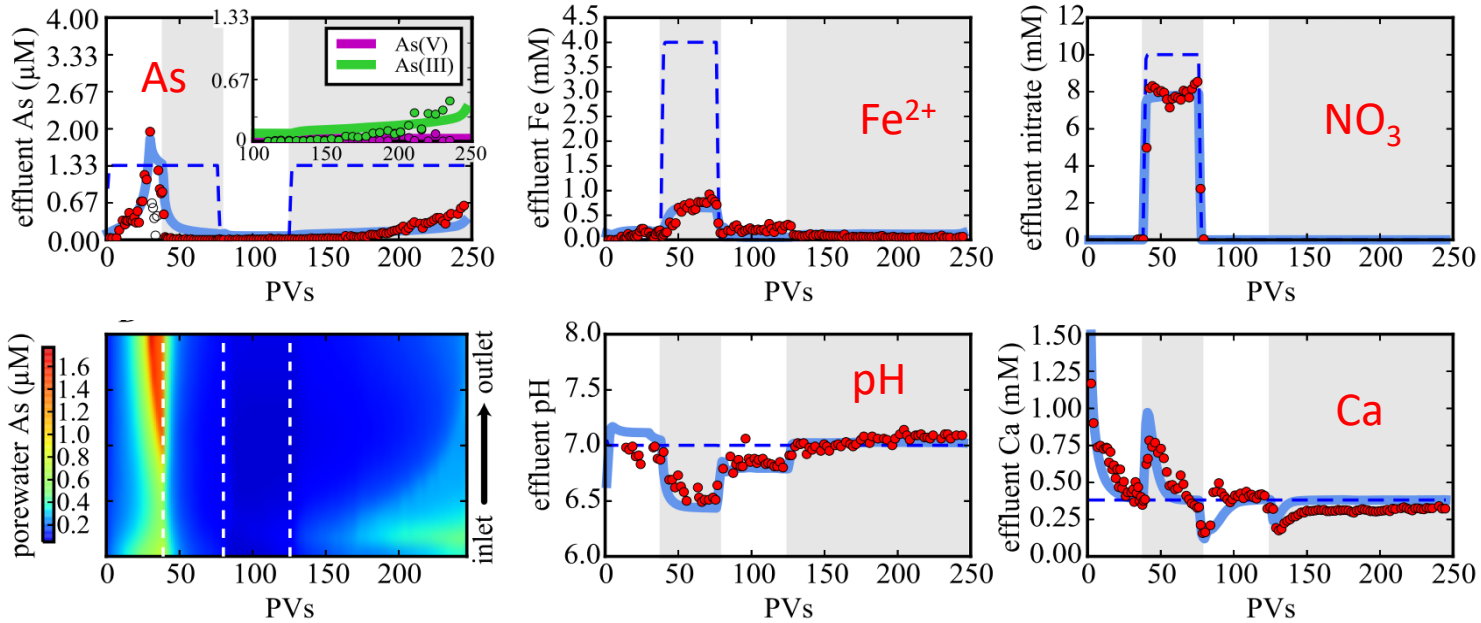 effluent As (μM)
4.00
3.33
2.67
2.00
1.33
0.67
0.00
As
1.33
0.67
0
As(V)
As(III)
100 150 200 250
0 50 100 150 200 250
PVs
effluent Fe (mM)
4.5
4.0
3.5
3.0
2.5
2.0
1.5
1.0
0.5
0.0
Fe2+
0 50 100 150 200 250
PVs
effluent nitrate (mM)
12
10
8
6
4
2
0
NO3
0 50 100 150 200 250
PVs
porewater As (μM)
1.6
1.4
1.2
1.0
0.8
0.6
0.4
0.2
inlet
outlet
0 50 100 150 200
PVs
effluent pH
8.0
7.5
7.0
6.5
6.0
pH
0 50 100 150 200 250
PVs
effluent Ca (mM)
1.50
1.25
1.00
0.75
0.50
0.25
0.00
Ca
0 50 100 150 200 250
PVs